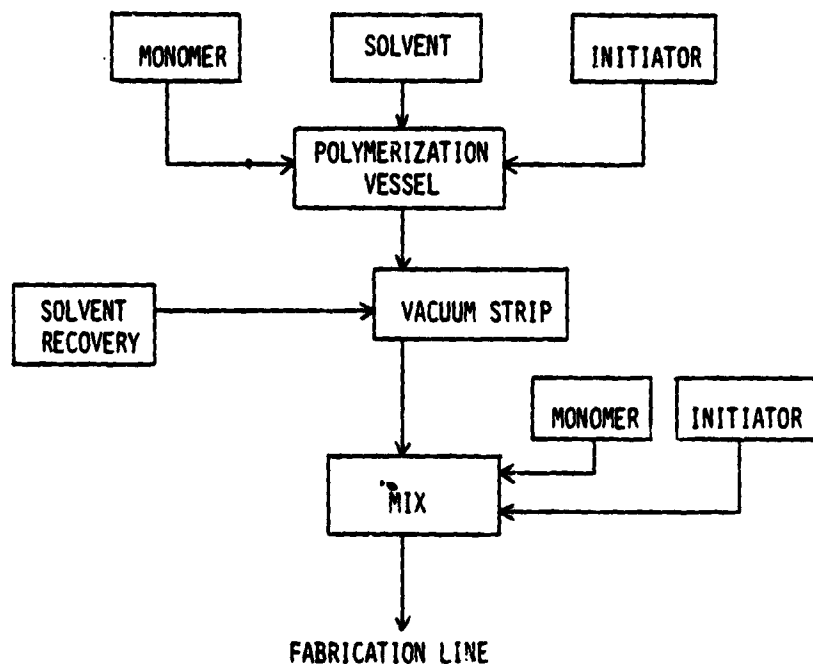 MONOMER
SOLVENT
INITIATOR
POLYMERIZATION
VESSEL
SOLVENT
RECOVERY
VACUUM STRIP
MONOMER
INITIATOR
MIX
FABRICATION LINE